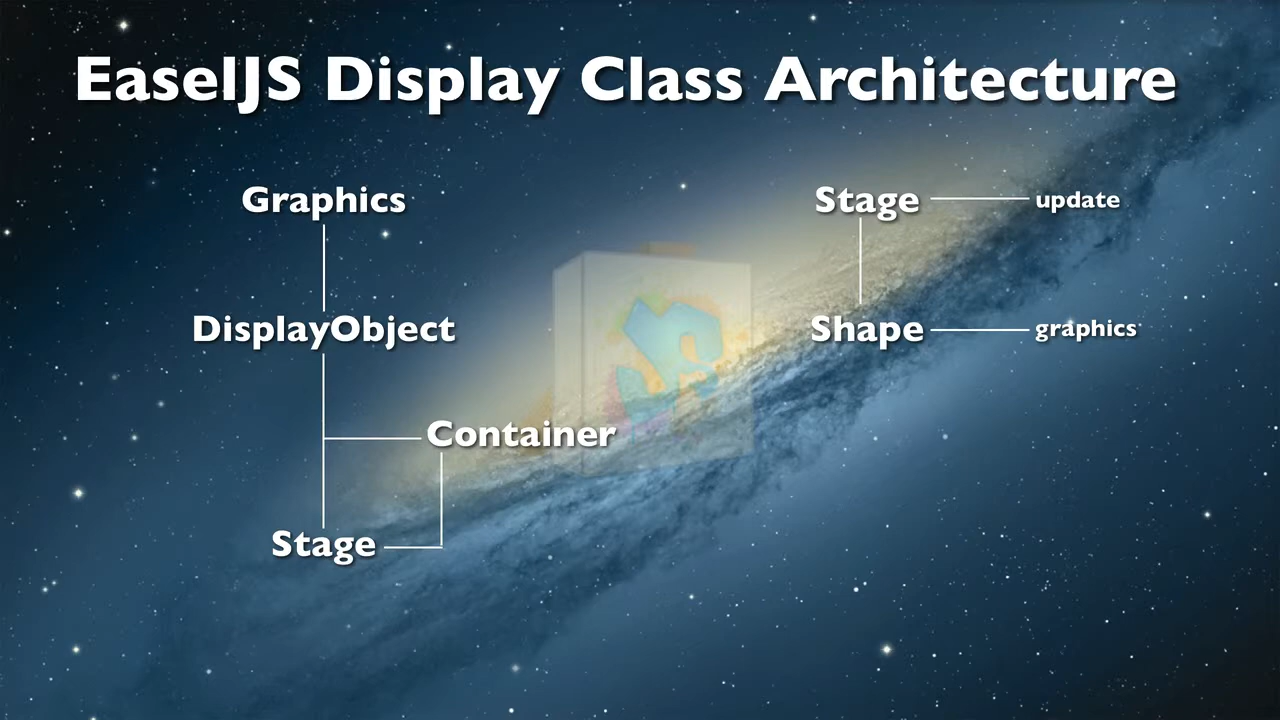 EaselJS Display Class Architecture
Graphics
DisplayObject
Container
Stage
Stage
update
Shape
graphics